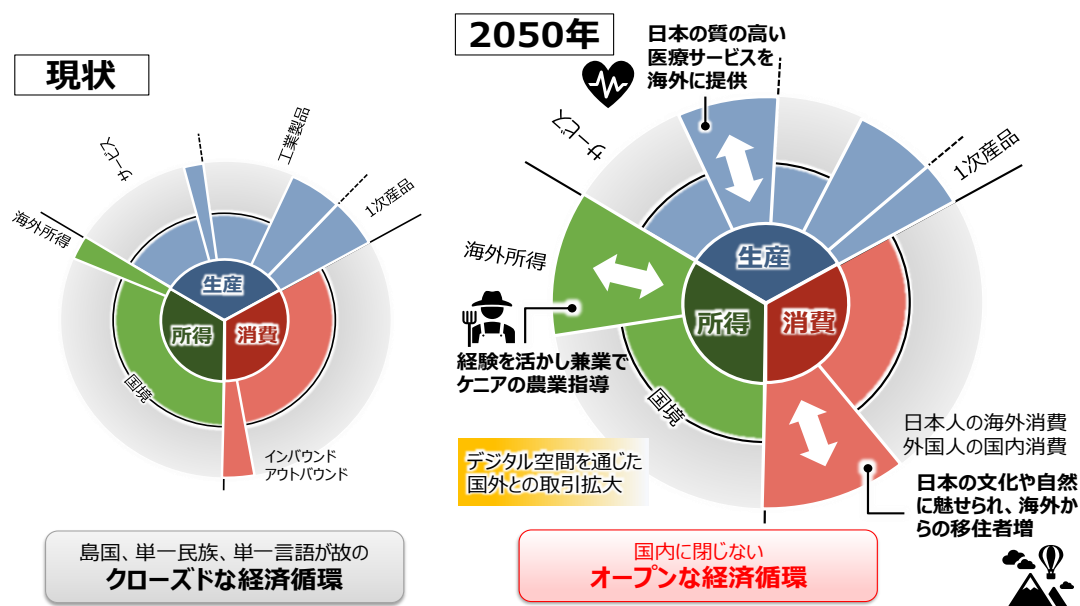 現状
サービス
工業製品
1次産品
海外所得
生産
所得
消費
国境
インバウンド
アウトバウンド
島国、単一民族、単一言語が故の
クローズドな経済循環
2050年
日本の質の高い
医療サービスを
海外に提供
サービス
1次産品
海外所得
生産
所得
消費
経験を活かし兼業で
ケニアの農業指導
国境
デジタル空間を通じた
国外との取引拡大
日本人の海外消費
外国人の国内消費
日本の文化や自然
に魅せられ、海外か
らの移住者増
国内に閉じない
オープンな経済循環